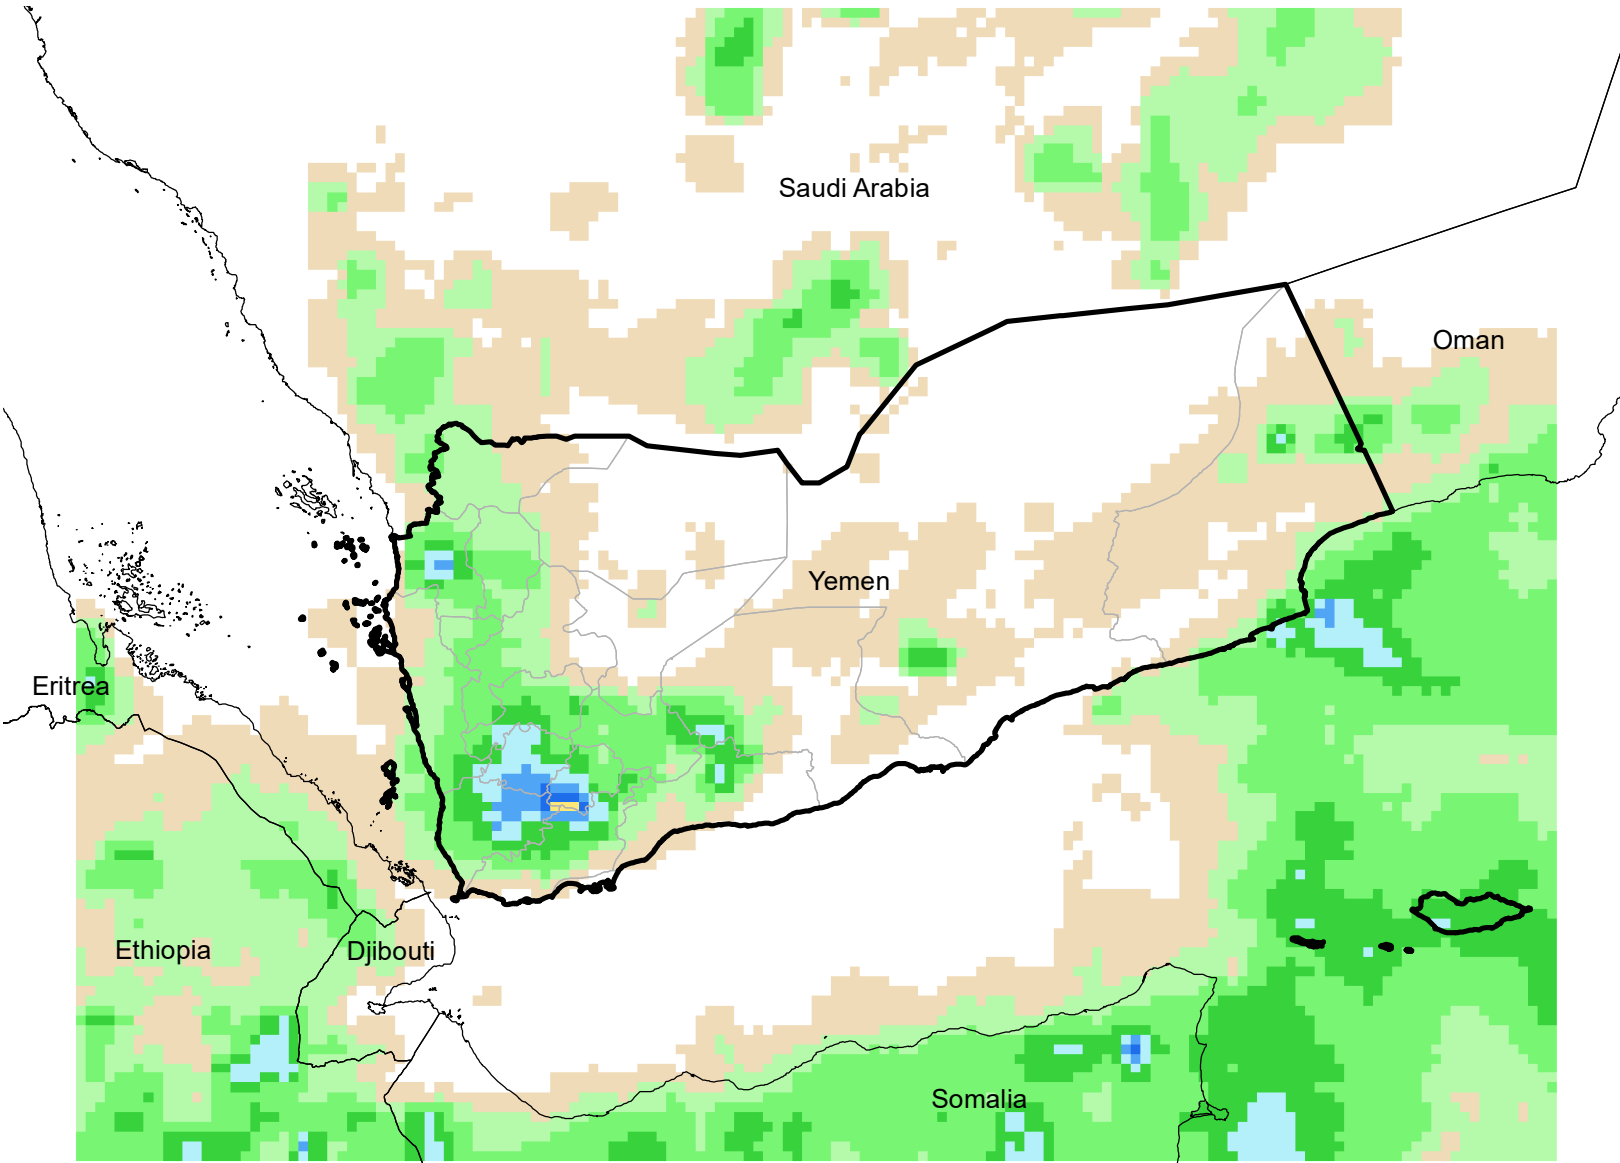 Saudi Arabia
Oman
Yemen
Eritrea
Ethiopia
Djibouti
Somalia